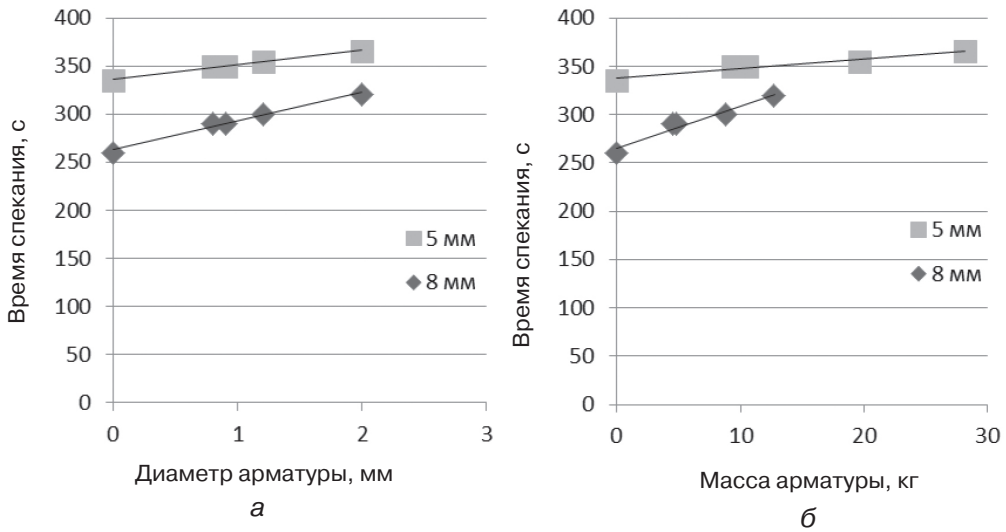 400
350
300
250
200
150
100
50
0
0 1 2 3
Время спекания, с
5 мм
8 мм
Диаметр арматуры, мм
а
400
350
300
250
200
150
100
50
0
0 10 20 30
Время спекания, с
5 мм
8 мм
Масса арматуры, кг
б